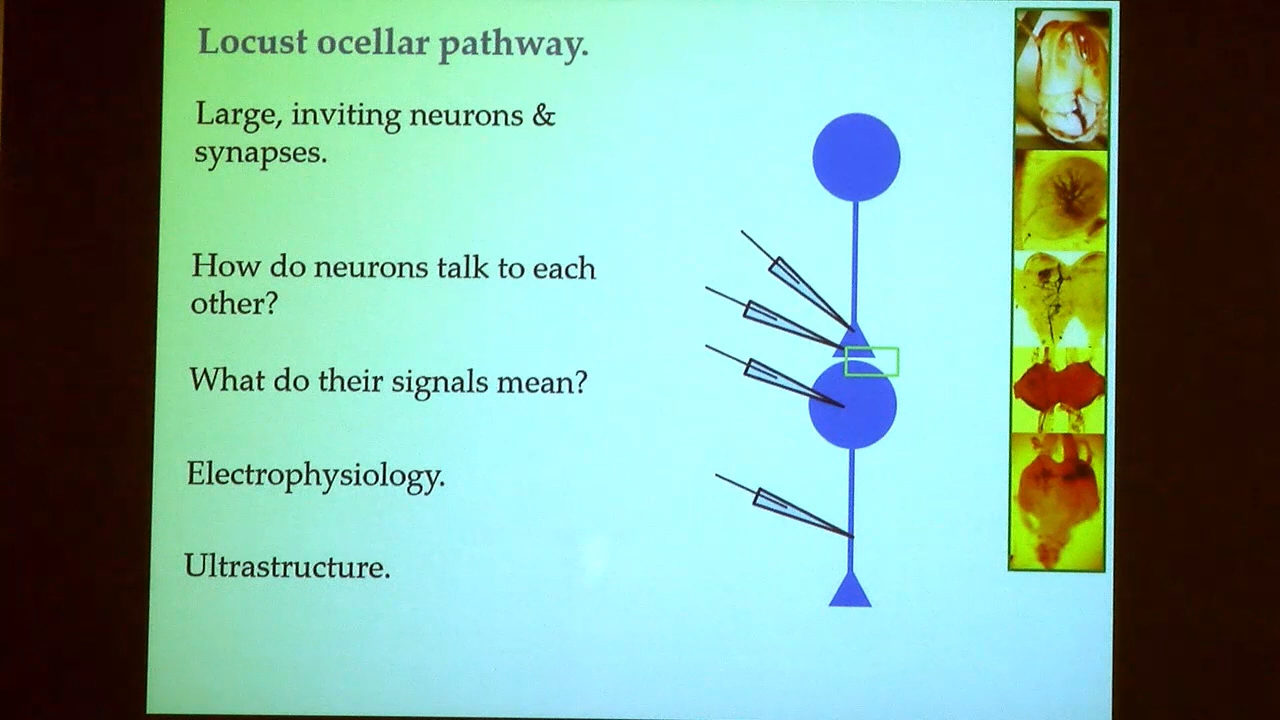 Locust ocellar pathway.
Large, inviting neurons &
synapses.
How do neurons talk to each
other?
What do their signals mean?
Electrophysiology.
Ultrastructure.